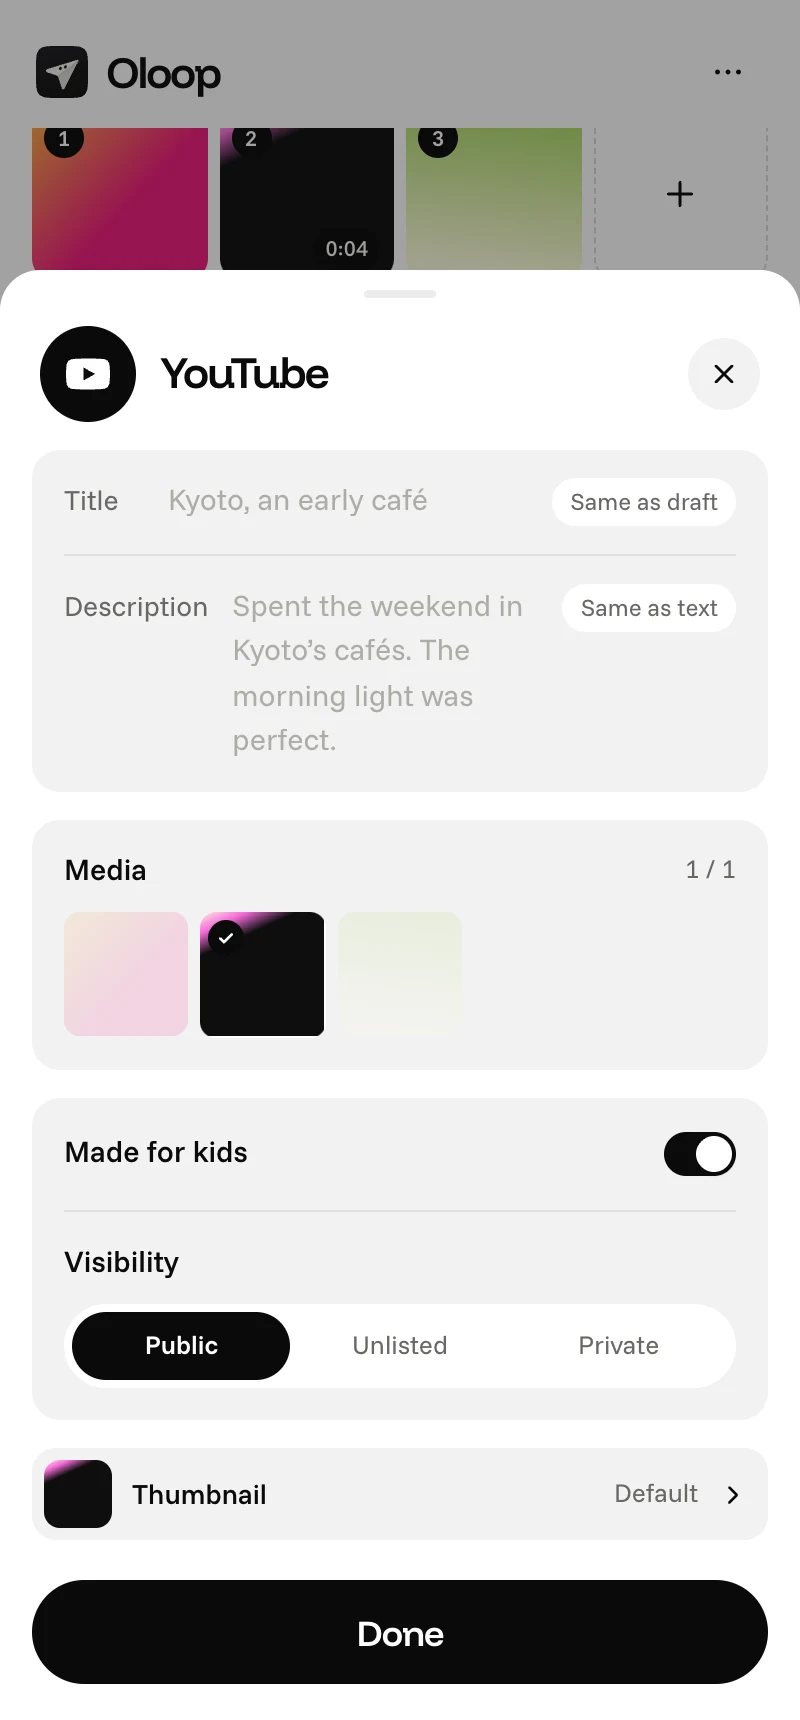 Oloop
1
2
3
0:04
YouTube
Title
Kyoto, an early café
Same as draft
Description
Spent the weekend in
Kyoto’s cafés. The
morning light was
perfect.
Same as text
Media
1 / 1
Made for kids
Visibility
Public
Unlisted
Private
Thumbnail
Default
Done